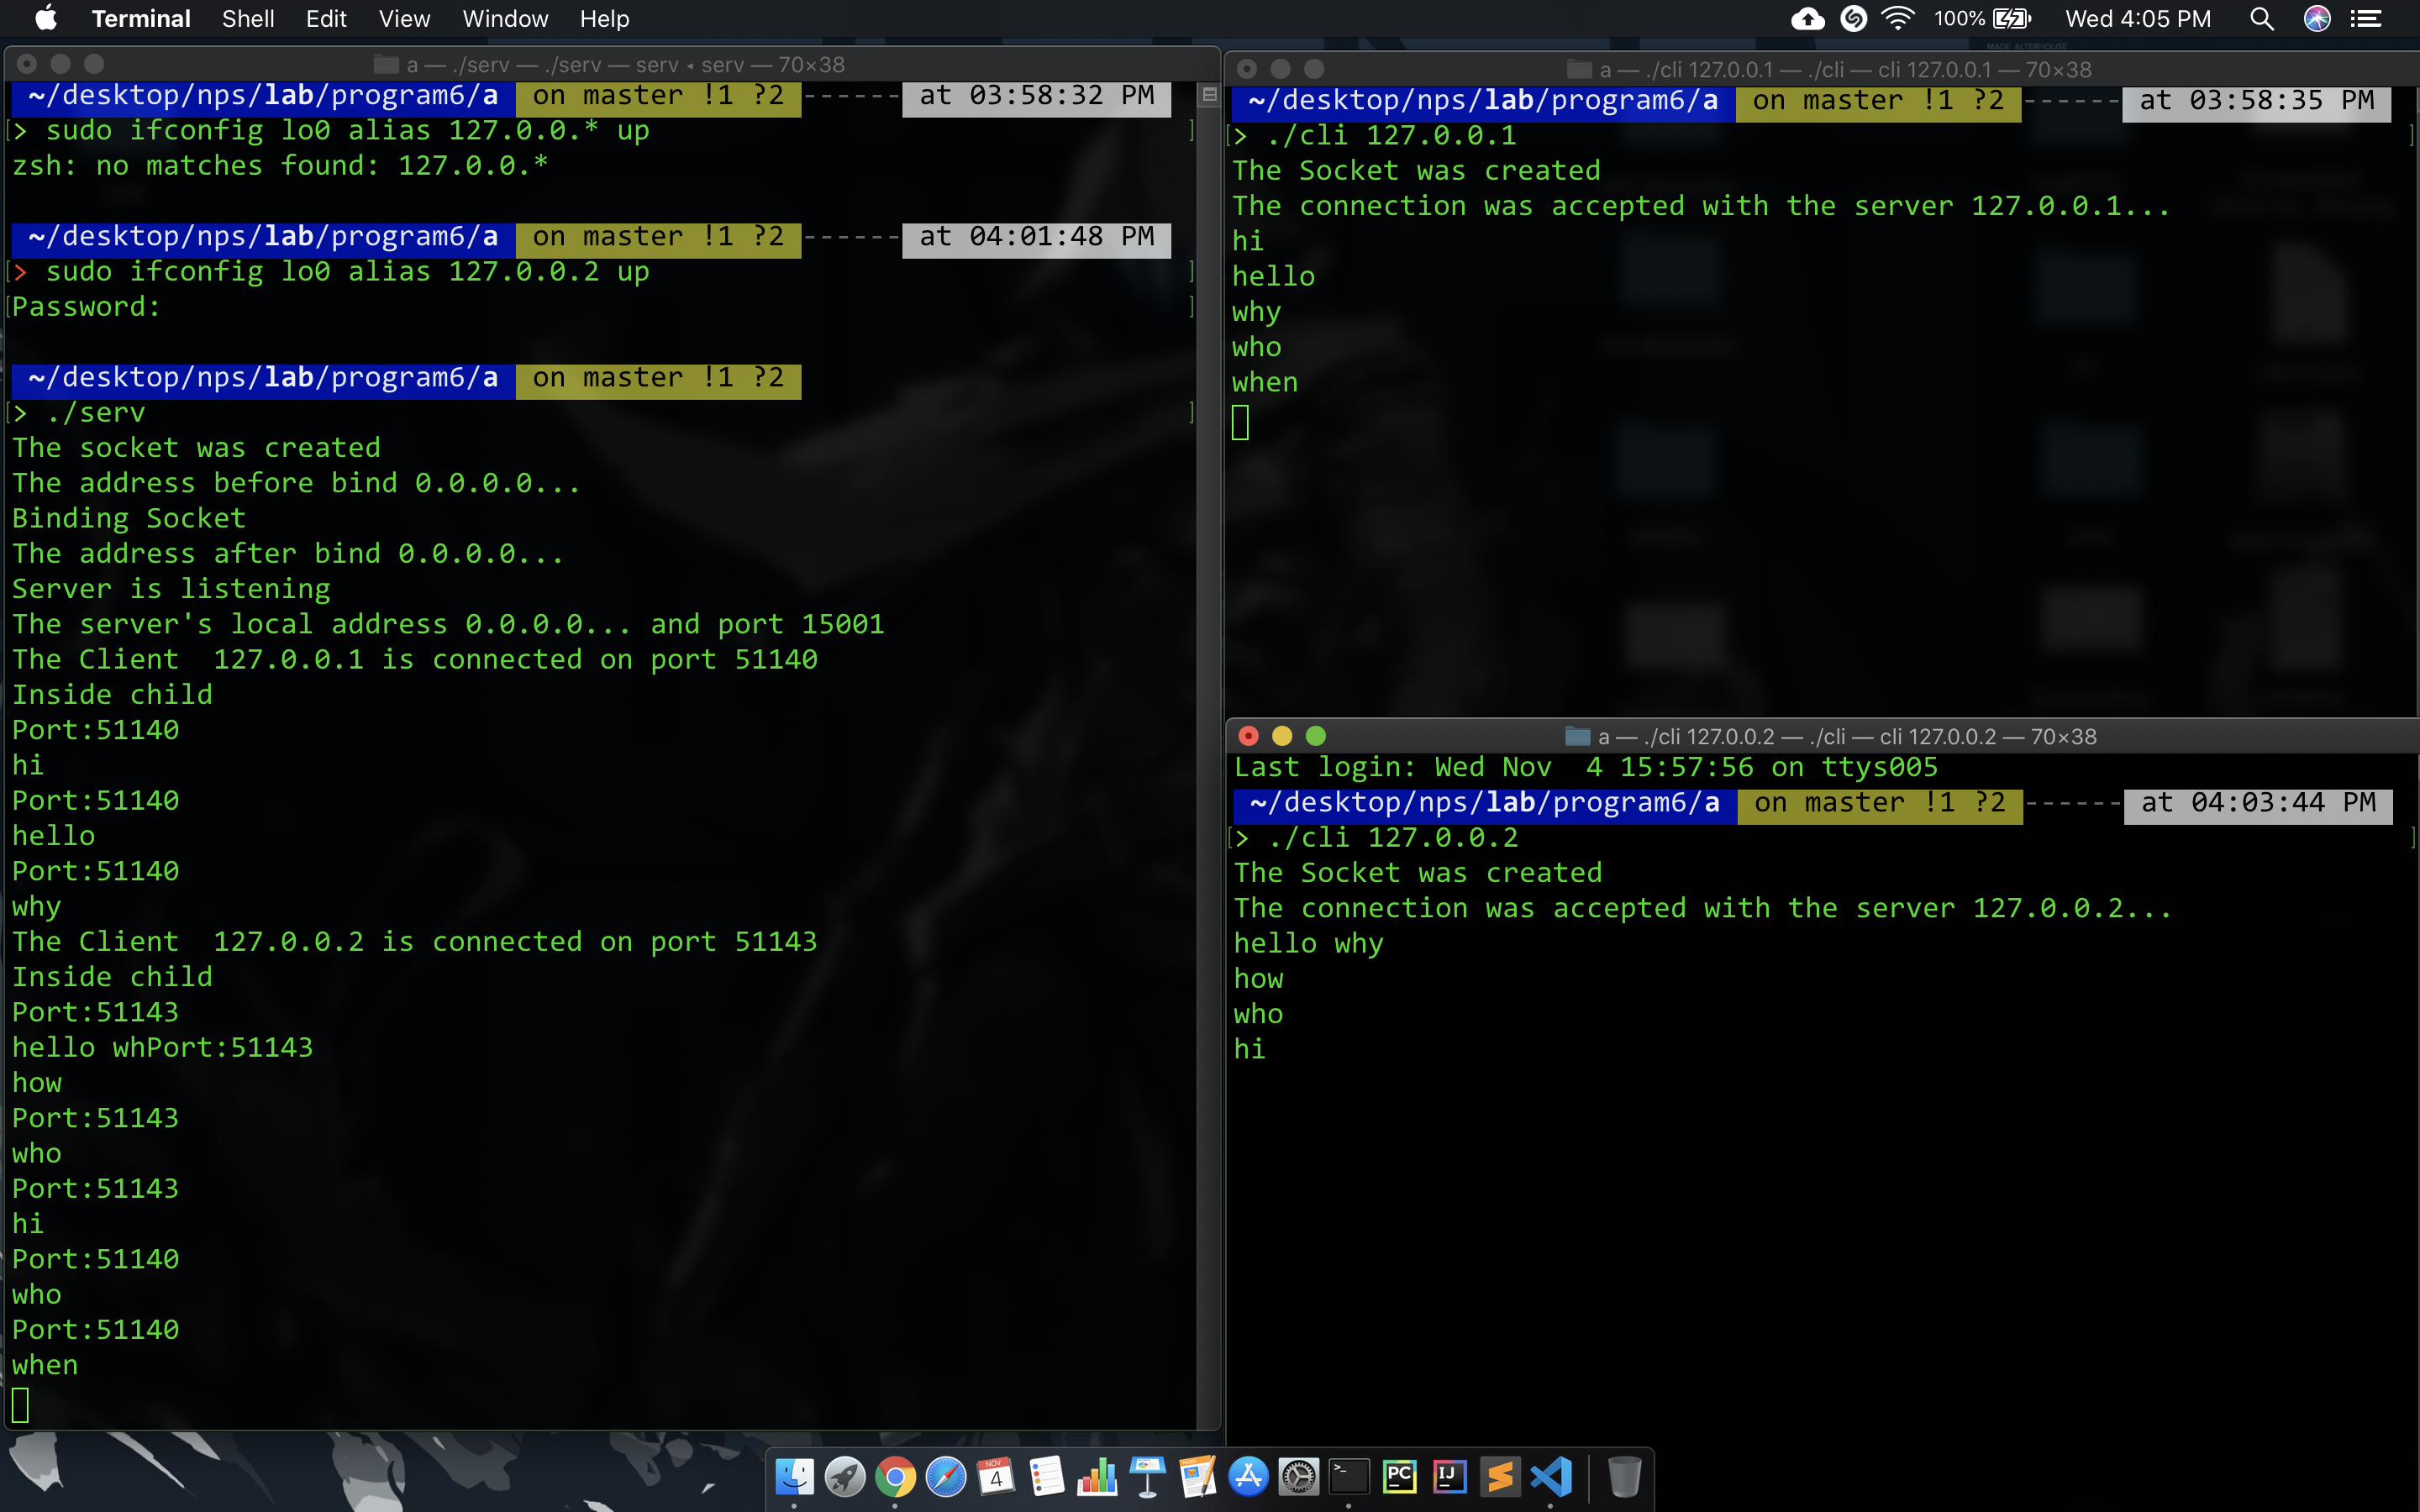 Terminal Shell Edit View Window Help 100% Wed 4:05 PM
MADE: ALTERHOUSE
a — ./serv — ./serv — serv ◂ serv — 70×38
~/desktop/nps/lab/program6/a on master !1 ?2 ------ at 03:58:32 PM
> sudo ifconfig lo0 alias 127.0.0.* up
zsh: no matches found: 127.0.0.*
~/desktop/nps/lab/program6/a on master !1 ?2 ------ at 04:01:48 PM
> sudo ifconfig lo0 alias 127.0.0.2 up
Password:
~/desktop/nps/lab/program6/a on master !1 ?2
> ./serv
The socket was created
The address before bind 0.0.0.0...
Binding Socket
The address after bind 0.0.0.0...
Server is listening
The server's local address 0.0.0.0... and port 15001
The Client  127.0.0.1 is connected on port 51140
Inside child
Port:51140
hi
Port:51140
hello
Port:51140
why
The Client  127.0.0.2 is connected on port 51143
Inside child
Port:51143
hello whPort:51143
how
Port:51143
who
Port:51143
hi
Port:51140
who
Port:51140
when
a — ./cli 127.0.0.1 — ./cli — cli 127.0.0.1 — 70×38
~/desktop/nps/lab/program6/a on master !1 ?2 ------ at 03:58:35 PM
> ./cli 127.0.0.1
The Socket was created
The connection was accepted with the server 127.0.0.1...
hi
hello
why
who
when
a — ./cli 127.0.0.2 — ./cli — cli 127.0.0.2 — 70×38
Last login: Wed Nov  4 15:57:56 on ttys005
~/desktop/nps/lab/program6/a on master !1 ?2 ------ at 04:03:44 PM
> ./cli 127.0.0.2
The Socket was created
The connection was accepted with the server 127.0.0.2...
hello why
how
who
hi
NOV
4
>_
PC
IJ